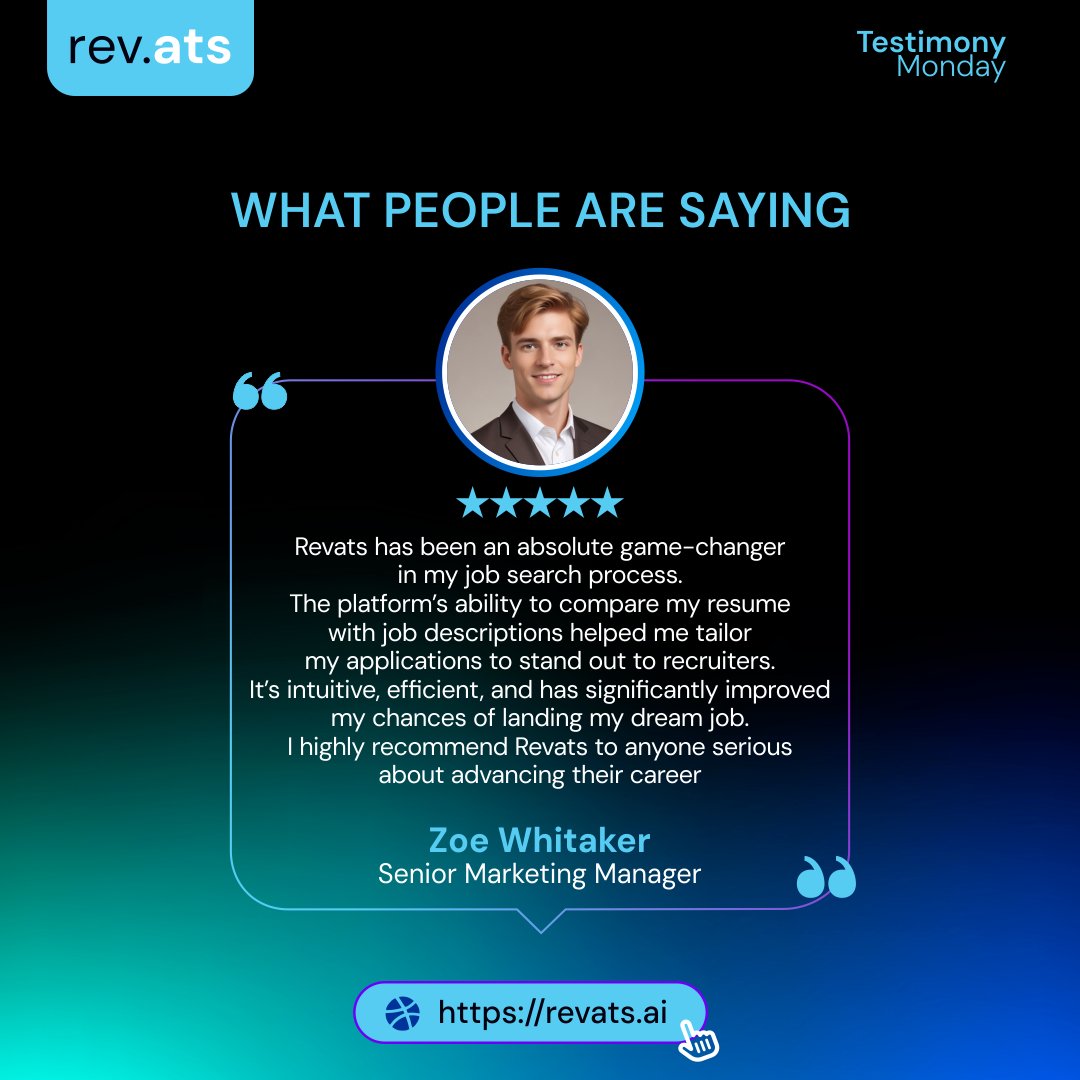 rev.ats
Testimony
Monday
WHAT PEOPLE ARE SAYING
Revats has been an absolute game-changer
in my job search process.
The platform’s ability to compare my resume
with job descriptions helped me tailor
my applications to stand out to recruiters.
It’s intuitive, efficient, and has significantly improved
my chances of landing my dream job.
I highly recommend Revats to anyone serious
about advancing their career
Zoe Whitaker
Senior Marketing Manager
https://revats.ai